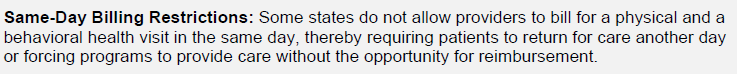 Same-Day Billing Restrictions: Some states do not allow providers to bill for a physical and a
behavioral health visit in the same day, thereby requiring patients to return for care another day
or forcing programs to provide care without the opportunity for reimbursement.